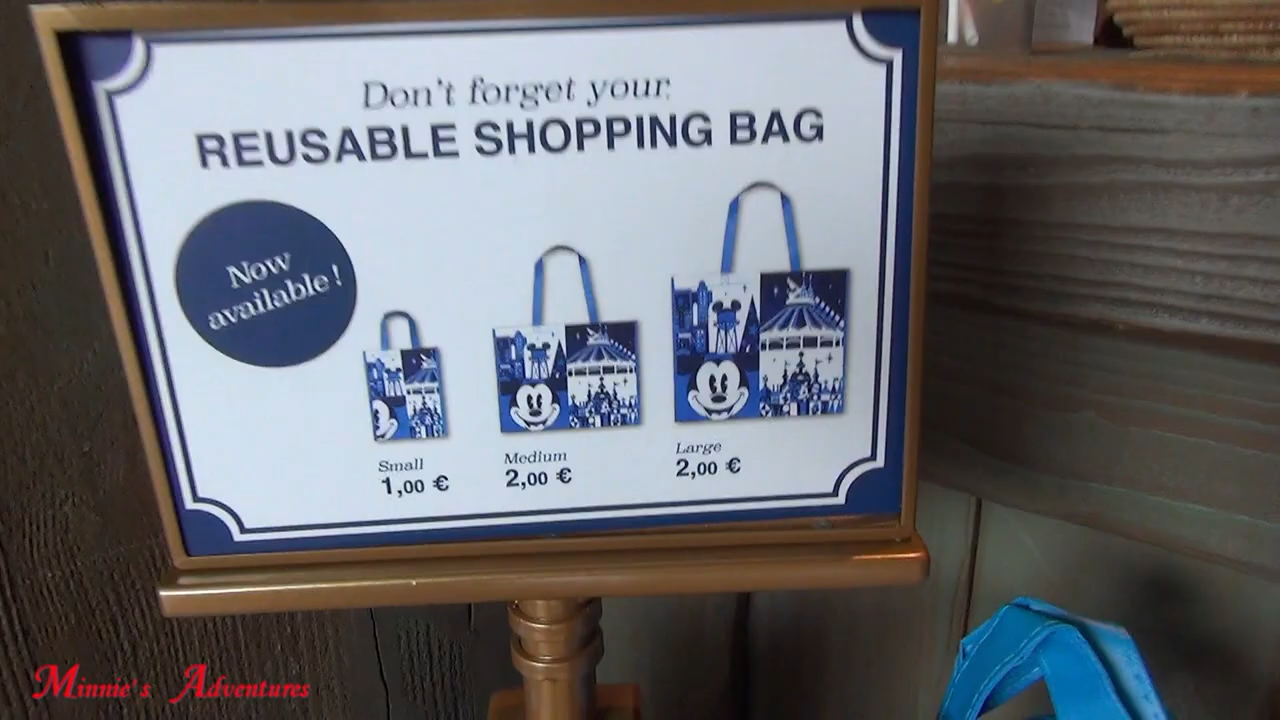 Don't forget your:
REUSABLE SHOPPING BAG
Now
available!
Small
1,00 €
Medium
2,00 €
Large
2,00 €
Minnie's Adventures